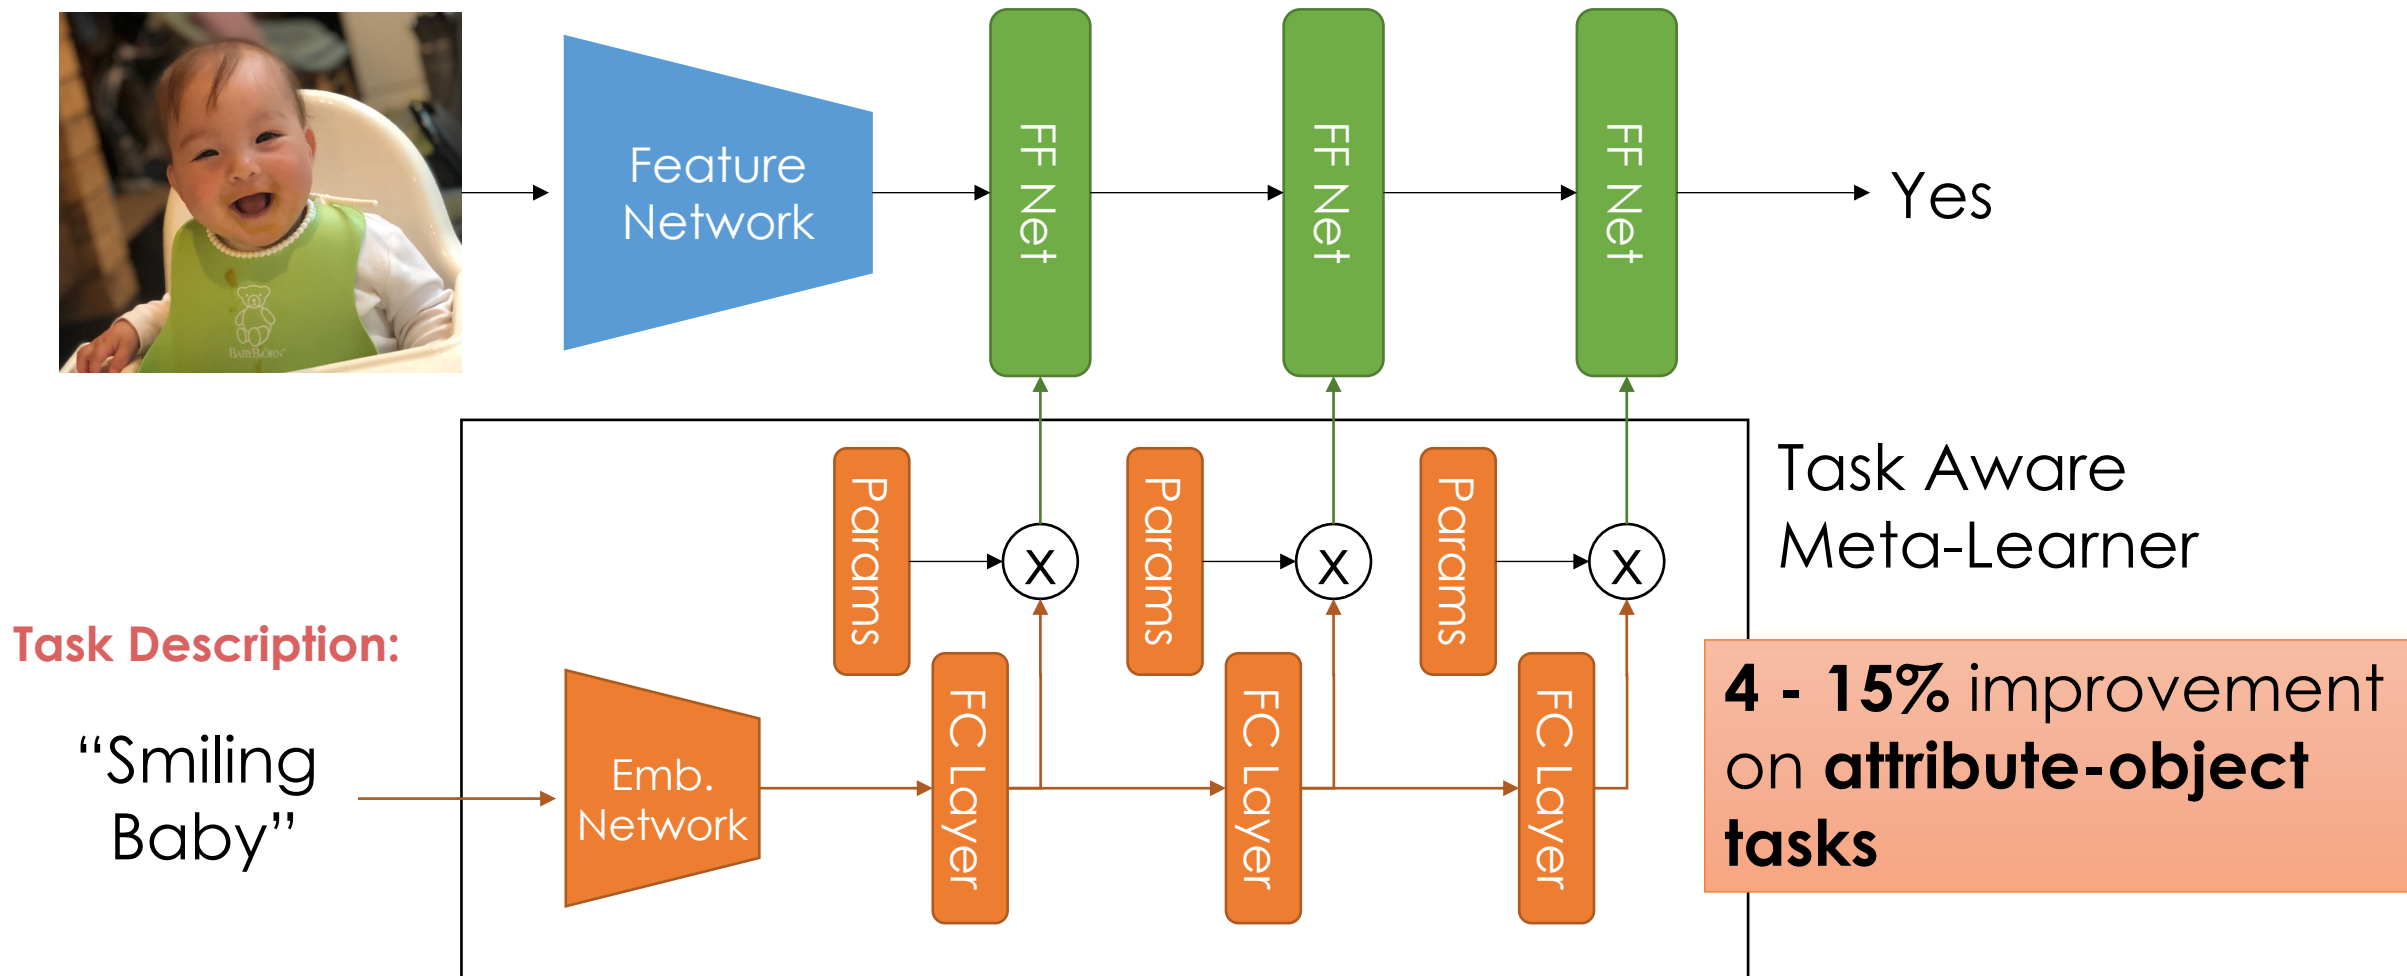 Feature
Network
FF Net
FF Net
FF Net
Yes
BABYBJÖRN
Params
Params
Params
x
x
x
Task Aware
Meta-Learner
Task Description:
"Smiling
Baby"
Emb.
Network
FC Layer
FC Layer
FC Layer
4 - 15% improvement
on attribute-object
tasks